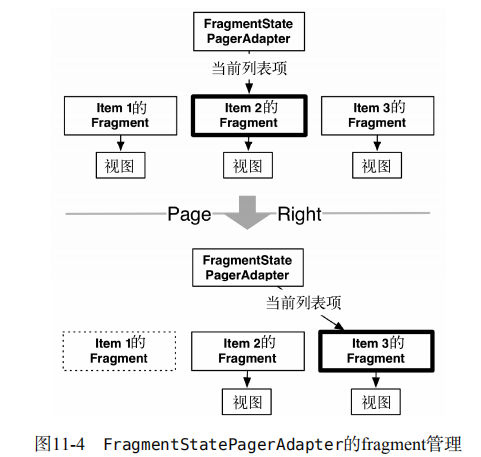 FragmentState
PagerAdapter
当前列表项
Item 1的
Fragment
Item 2的
Fragment
Item 3的
Fragment
视图
视图
视图
Page Right
FragmentState
PagerAdapter
当前列表项
Item 1的
Fragment
Item 2的
Fragment
Item 3的
Fragment
视图
视图
图11-4 FragmentStatePagerAdapter的fragment管理